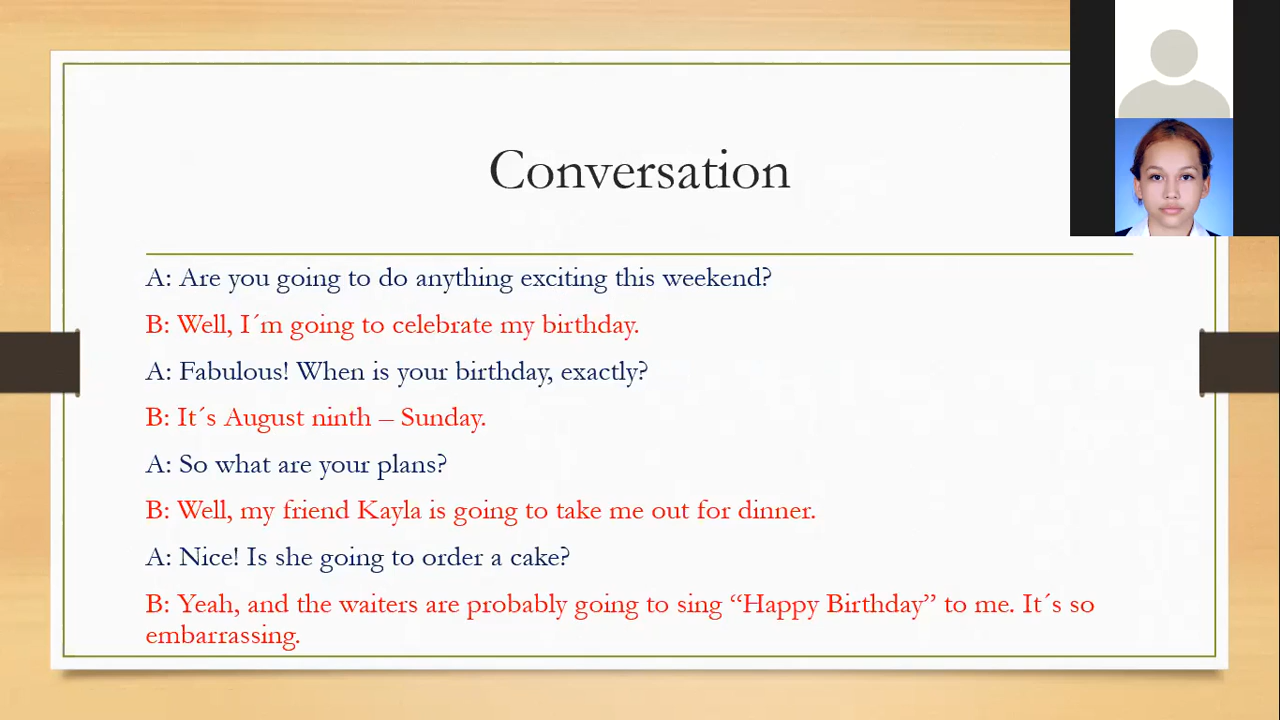 Conversation
A: Are you going to do anything exciting this weekend?
B: Well, I´m going to celebrate my birthday.
A: Fabulous! When is your birthday, exactly?
B: It´s August ninth – Sunday.
A: So what are your plans?
B: Well, my friend Kayla is going to take me out for dinner.
A: Nice! Is she going to order a cake?
B: Yeah, and the waiters are probably going to sing “Happy Birthday” to me. It´s so
embarrassing.